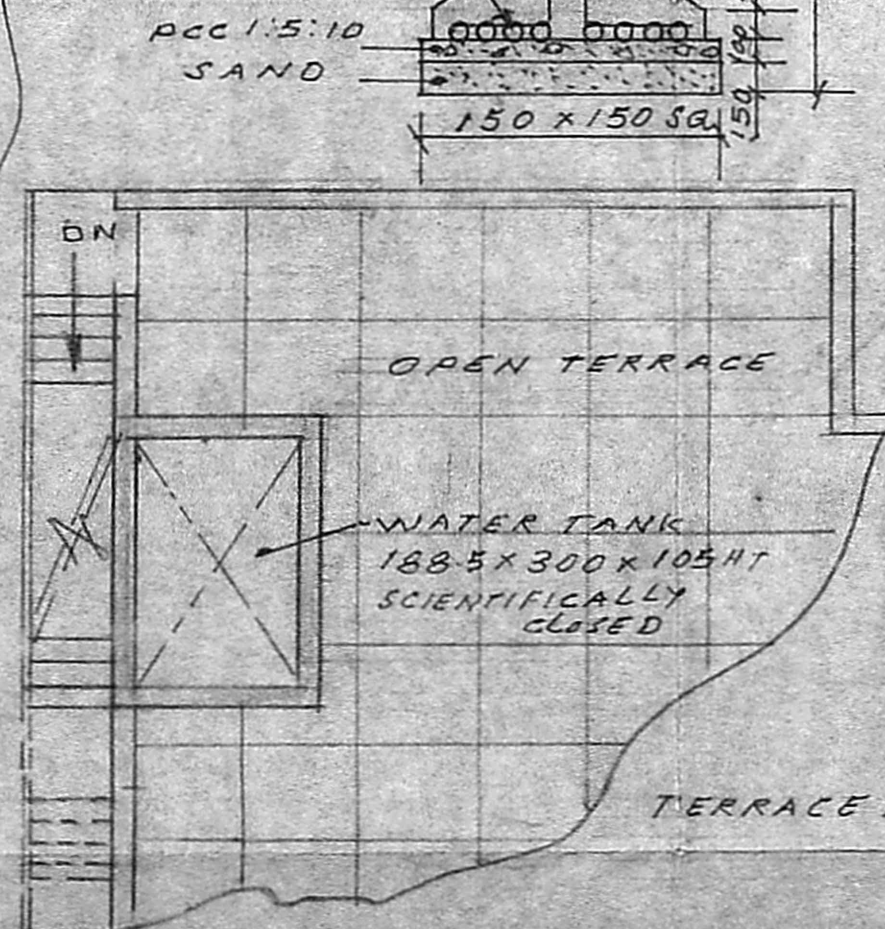 pcc 1:5:10
SAND
100
150
150 x 150 SQ
DN
OPEN TERRACE
WATER TANK
188.5 x 300 x 105 HT
SCIENTIFICALLY
CLOSED
TERRACE